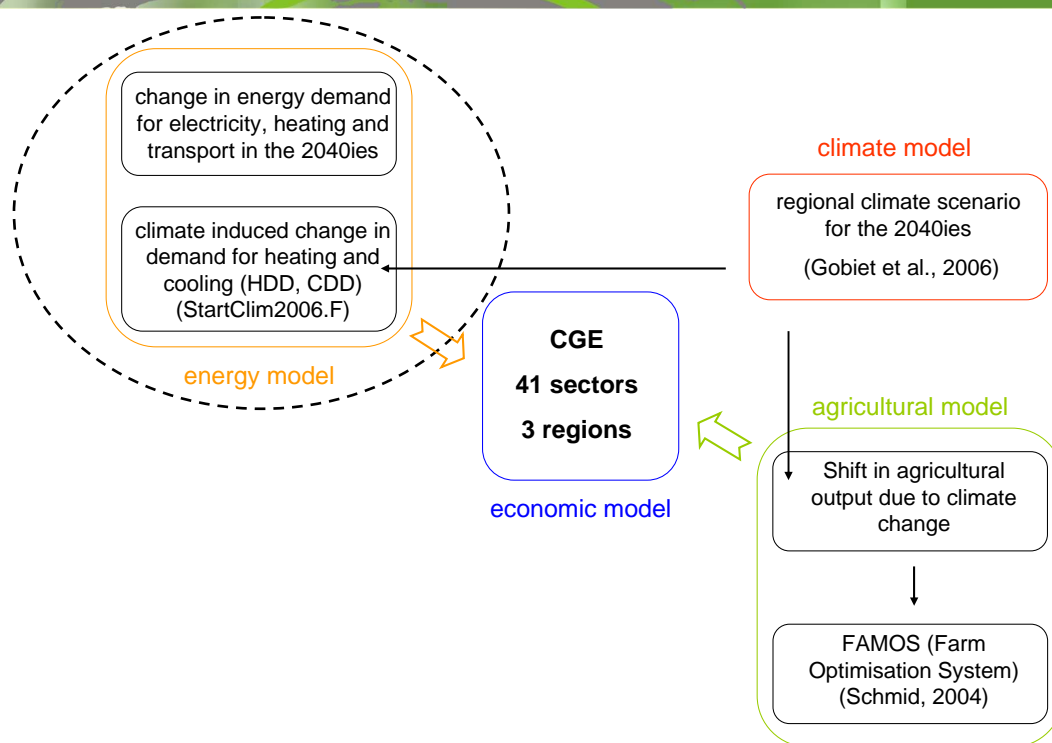 change in energy demand
for electricity, heating and
transport in the 2040ies
climate induced change in
demand for heating and
cooling (HDD, CDD)
(StartClim2006.F)
energy model
climate model
regional climate scenario
for the 2040ies
(Gobiet et al., 2006)
CGE
41 sectors
3 regions
economic model
agricultural model
Shift in agricultural
output due to climate
change
FAMOS (Farm
Optimisation System)
(Schmid, 2004)